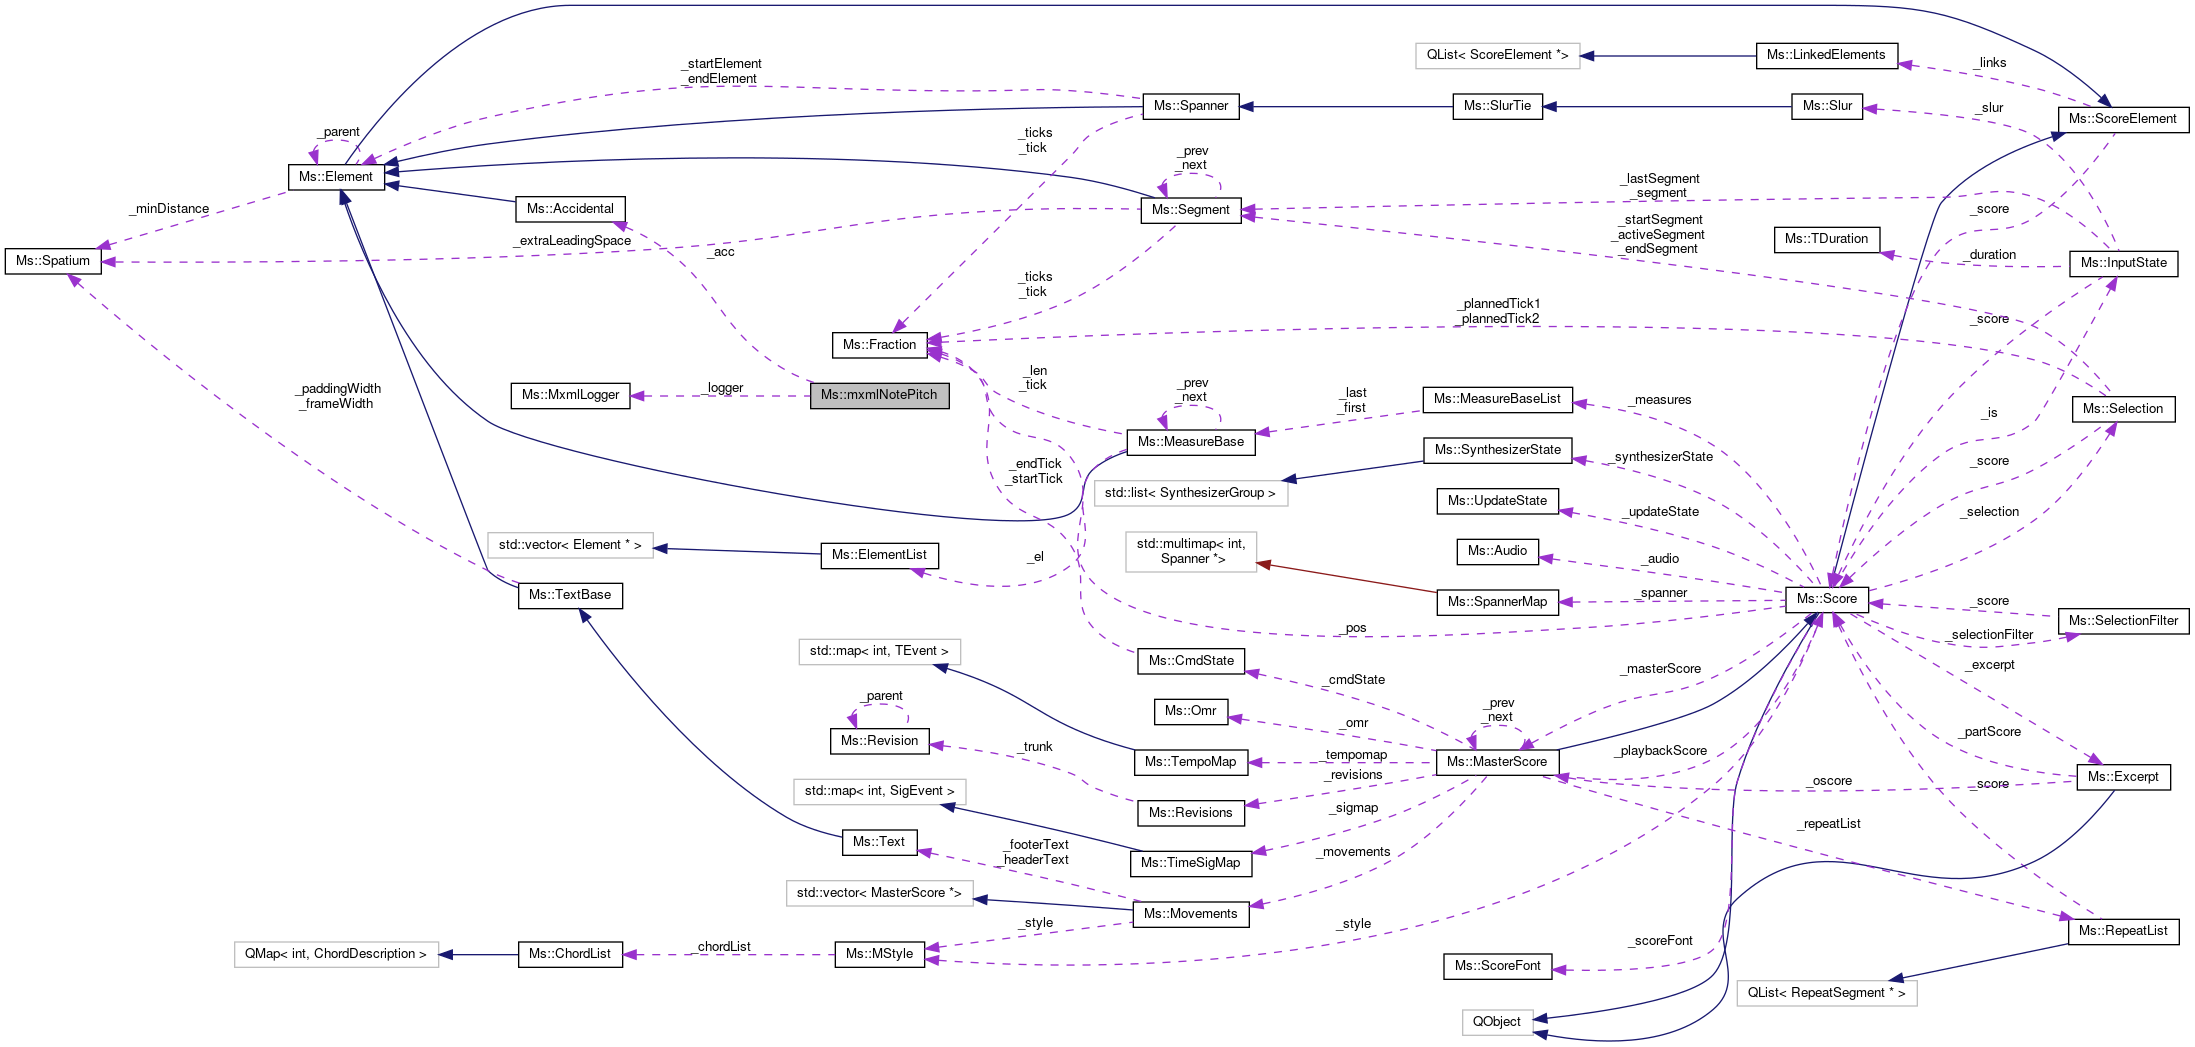 _startElement
_endElement
QList< ScoreElement *>
Ms::LinkedElements
_links
Ms::Spanner
Ms::SlurTie
Ms::Slur
_slur
Ms::ScoreElement
_parent
_ticks
_tick
_prev
_next
Ms::Element
_lastSegment
_segment
_minDistance
Ms::Accidental
Ms::Segment
_score
_startSegment
_activeSegment
_endSegment
Ms::TDuration
_extraLeadingSpace
_acc
_duration
Ms::Spatium
Ms::InputState
_ticks
_tick
_plannedTick1
_plannedTick2
_score
Ms::Fraction
_paddingWidth
_frameWidth
Ms::MxmlLogger
_logger
Ms::mxmlNotePitch
_len
_tick
_prev
_next
_last
_first
Ms::MeasureBaseList
_measures
_is
Ms::Selection
Ms::MeasureBase
Ms::SynthesizerState
_synthesizerState
_score
_endTick
_startTick
std::list< SynthesizerGroup >
Ms::UpdateState
_updateState
_selection
std::vector< Element * >
Ms::ElementList
_el
std::multimap< int,
Spanner *>
Ms::Audio
_audio
Ms::TextBase
Ms::SpannerMap
_spanner
Ms::Score
_score
Ms::SelectionFilter
_pos
_selectionFilter
std::map< int, TEvent >
Ms::CmdState
_cmdState
_masterScore
_excerpt
_parent
Ms::Omr
_omr
_prev
_next
Ms::Revision
_trunk
Ms::TempoMap
_tempomap
Ms::MasterScore
_playbackScore
_partScore
_revisions
_oscore
_score
Ms::Excerpt
std::map< int, SigEvent >
Ms::Revisions
_sigmap
_repeatList
Ms::Text
_footerText
_headerText
Ms::TimeSigMap
_movements
std::vector< MasterScore *>
Ms::Movements
_style
_style
Ms::RepeatList
QMap< int, ChordDescription >
Ms::ChordList
_chordList
Ms::MStyle
_scoreFont
Ms::ScoreFont
QList< RepeatSegment * >
QObject